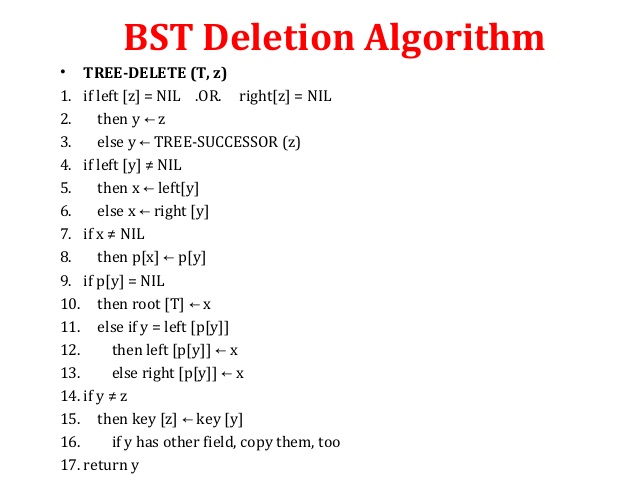 BST Deletion Algorithm
• TREE-DELETE (T, z)
1. if left [z] = NIL .OR. right[z] = NIL
2. then y ← z
3. else y ← TREE-SUCCESSOR (z)
4. if left [y] ≠ NIL
5. then x ← left[y]
6. else x ← right [y]
7. if x ≠ NIL
8. then p[x] ← p[y]
9. if p[y] = NIL
10. then root [T] ← x
11. else if y = left [p[y]]
12. then left [p[y]] ← x
13. else right [p[y]] ← x
14. if y ≠ z
15. then key [z] ← key [y]
16. if y has other field, copy them, too
17. return y